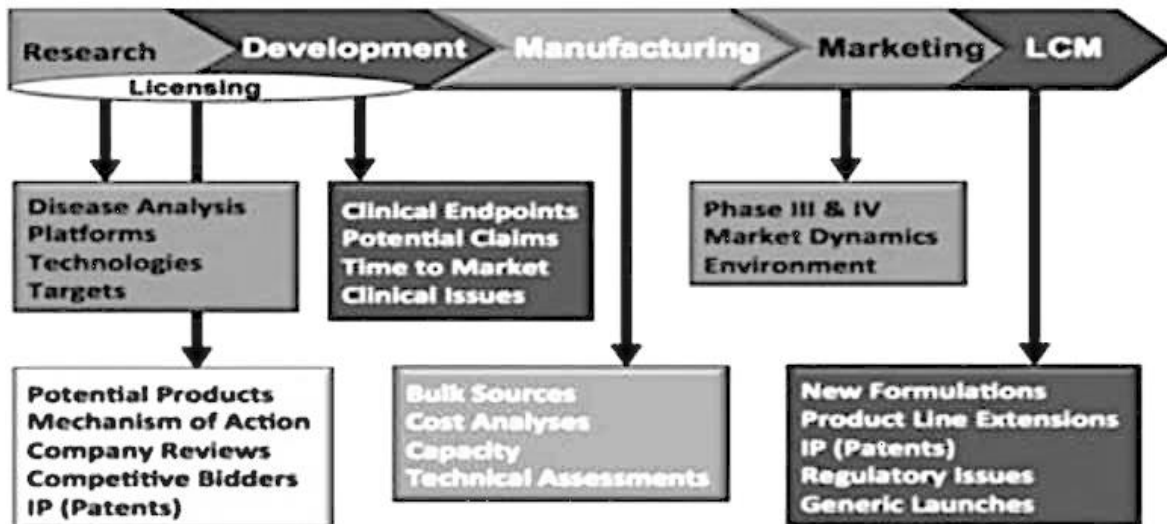 Research
Development
Manufacturing
Marketing
LCM
Licensing
Disease Analysis
Platforms
Technologies
Targets
Clinical Endpoints
Potential Claims
Time to Market
Clinical Issues
Phase III & IV
Market Dynamics
Environment
Potential Products
Mechanism of Action
Company Reviews
Competitive Bidders
IP (Patents)
Bulk Sources
Cost Analyses
Capacity
Technical Assessments
New Formulations
Product Line Extensions
IP (Patents)
Regulatory Issues
Generic Launches